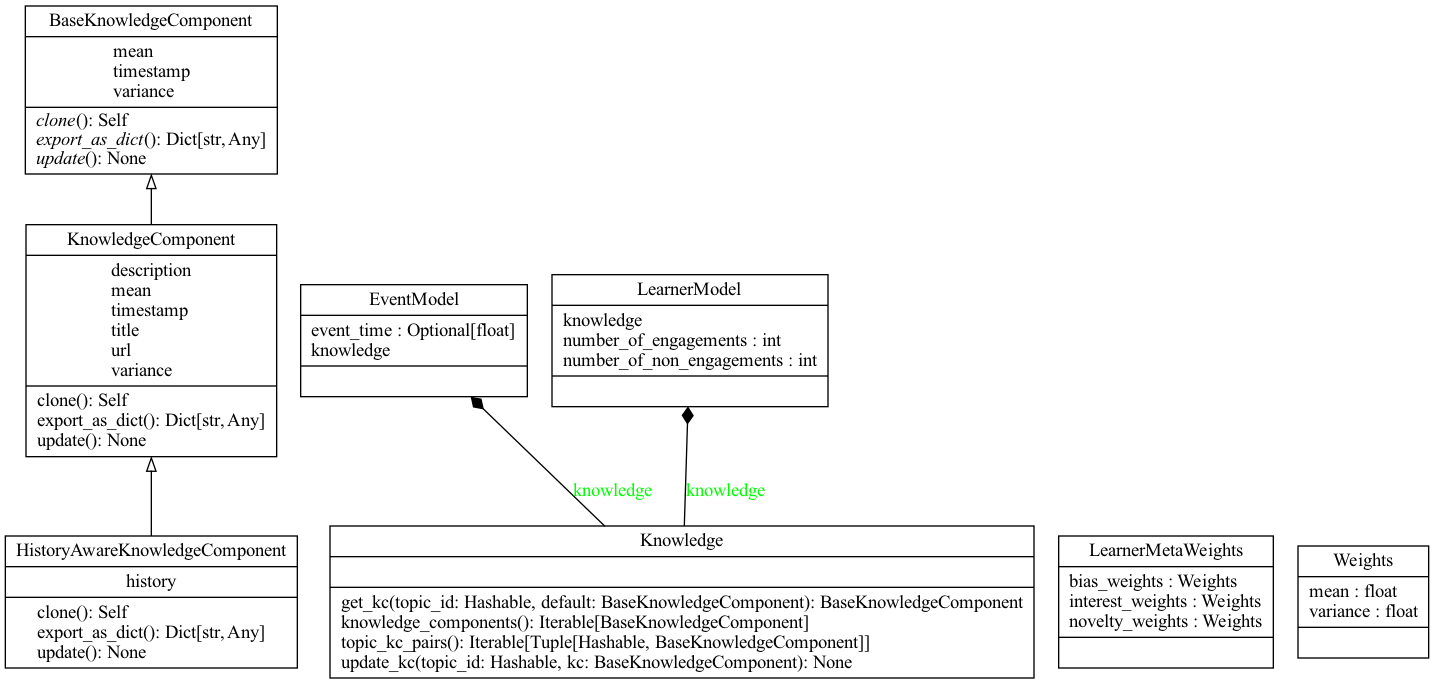 BaseKnowledgeComponent
mean
timestamp
variance
clone(): Self
export_as_dict(): Dict[str, Any]
update(): None
KnowledgeComponent
description
mean
timestamp
title
url
variance
clone(): Self
export_as_dict(): Dict[str, Any]
update(): None
EventModel
event_time : Optional[float]
knowledge
LearnerModel
knowledge
number_of_engagements : int
number_of_non_engagements : int
knowledge
knowledge
HistoryAwareKnowledgeComponent
history
clone(): Self
export_as_dict(): Dict[str, Any]
update(): None
Knowledge
get_kc(topic_id: Hashable, default: BaseKnowledgeComponent): BaseKnowledgeComponent
knowledge_components(): Iterable[BaseKnowledgeComponent]
topic_kc_pairs(): Iterable[Tuple[Hashable, BaseKnowledgeComponent]]
update_kc(topic_id: Hashable, kc: BaseKnowledgeComponent): None
LearnerMetaWeights
bias_weights : Weights
interest_weights : Weights
novelty_weights : Weights
Weights
mean : float
variance : float